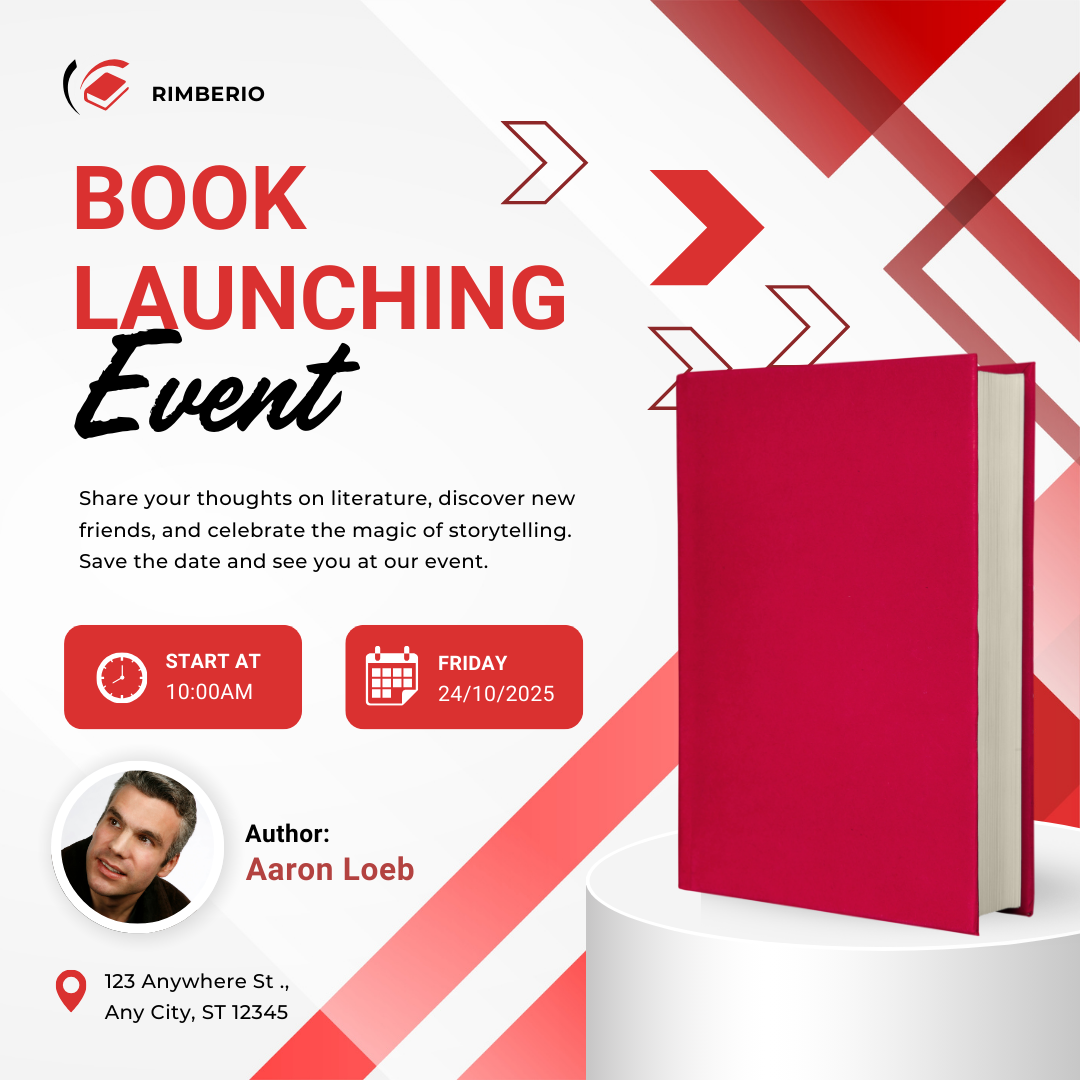 RIMBERIO
BOOK
LAUNCHING
Event
Share your thoughts on literature, discover new
friends, and celebrate the magic of storytelling.
Save the date and see you at our event.
START AT
10:00AM
FRIDAY
24/10/2025
Author:
Aaron Loeb
123 Anywhere St .,
Any City, ST 12345